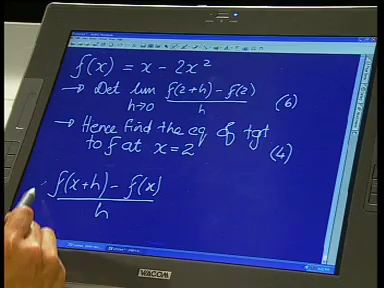 f(x) = x - 2x²
→ Det lim h→0 f(2+h) - f(2) / h (6)
→ Hence find the eq of tgt
to f at x = 2 (4)
f(x+h) - f(x) / h
WACOM